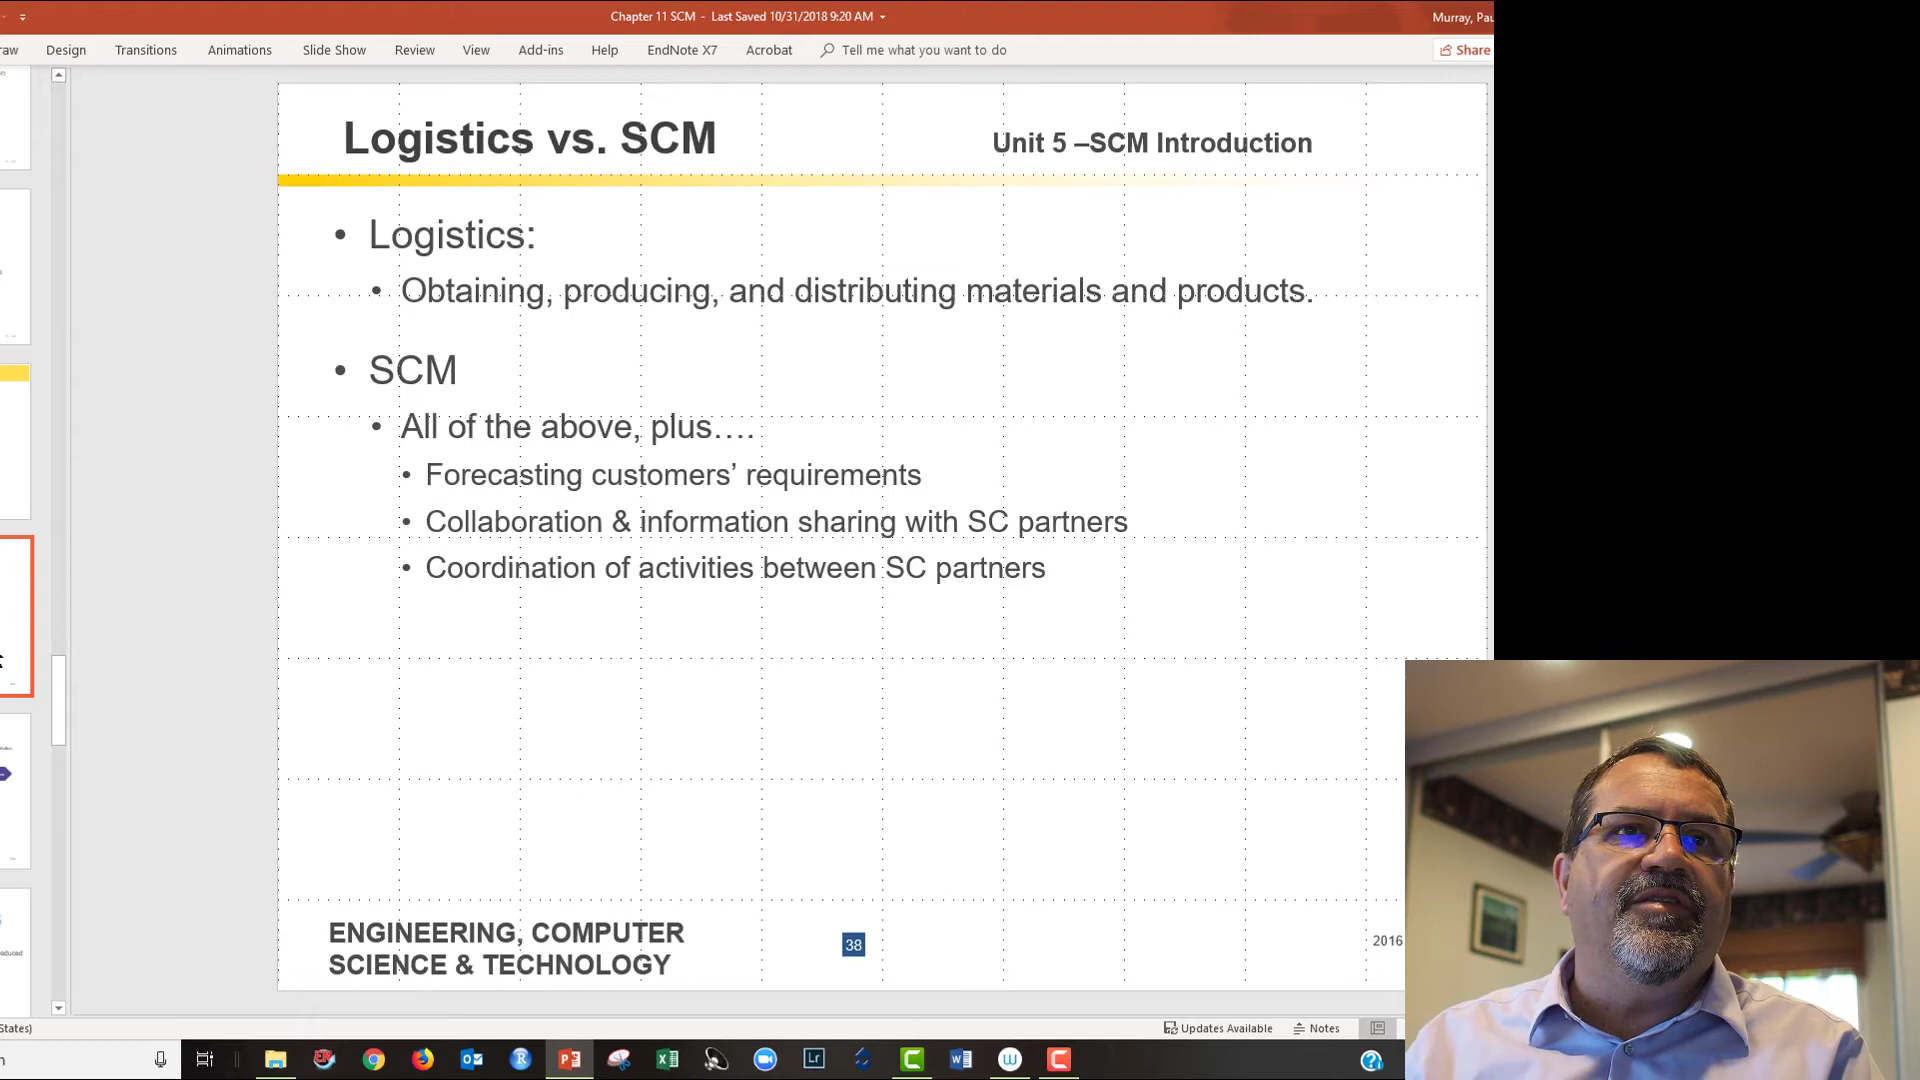 Chapter 11 SCM - Last Saved 10/31/2018 9:20 AM
Murray, Pau
Design Transitions Animations Slide Show Review View Add-ins Help EndNote X7 Acrobat Tell me what you want to do Share
Logistics vs. SCM
Unit 5 –SCM Introduction
• Logistics:
• Obtaining, producing, and distributing materials and products.
• SCM
• All of the above, plus….
• Forecasting customers’ requirements
• Collaboration & information sharing with SC partners
• Coordination of activities between SC partners
ENGINEERING, COMPUTER
SCIENCE & TECHNOLOGY
38
2016
States)
Updates Available Notes
Lr